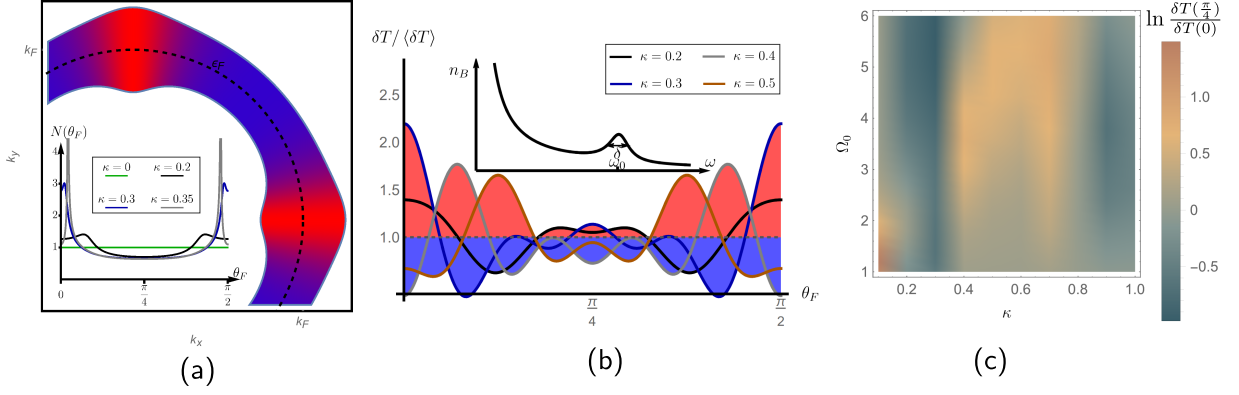 k_F
ε_F
k_y
N(θ_F)
4
3
2
1
κ = 0 κ = 0.2
κ = 0.3 κ = 0.35
θ_F
0 π/4 π/2
k_F
k_x
(a)
δT/⟨δT⟩
2.5
2.0
1.5
1.0
n_B
δ
ω_0
ω
κ = 0.2 κ = 0.4
κ = 0.3 κ = 0.5
θ_F
π/4 π/2
(b)
6
5
4
3
2
1
Ω_0
0.2 0.4 0.6 0.8 1.0
κ
ln δT(π/4)/δT(0)
1.0
0.5
0
−0.5
(c)